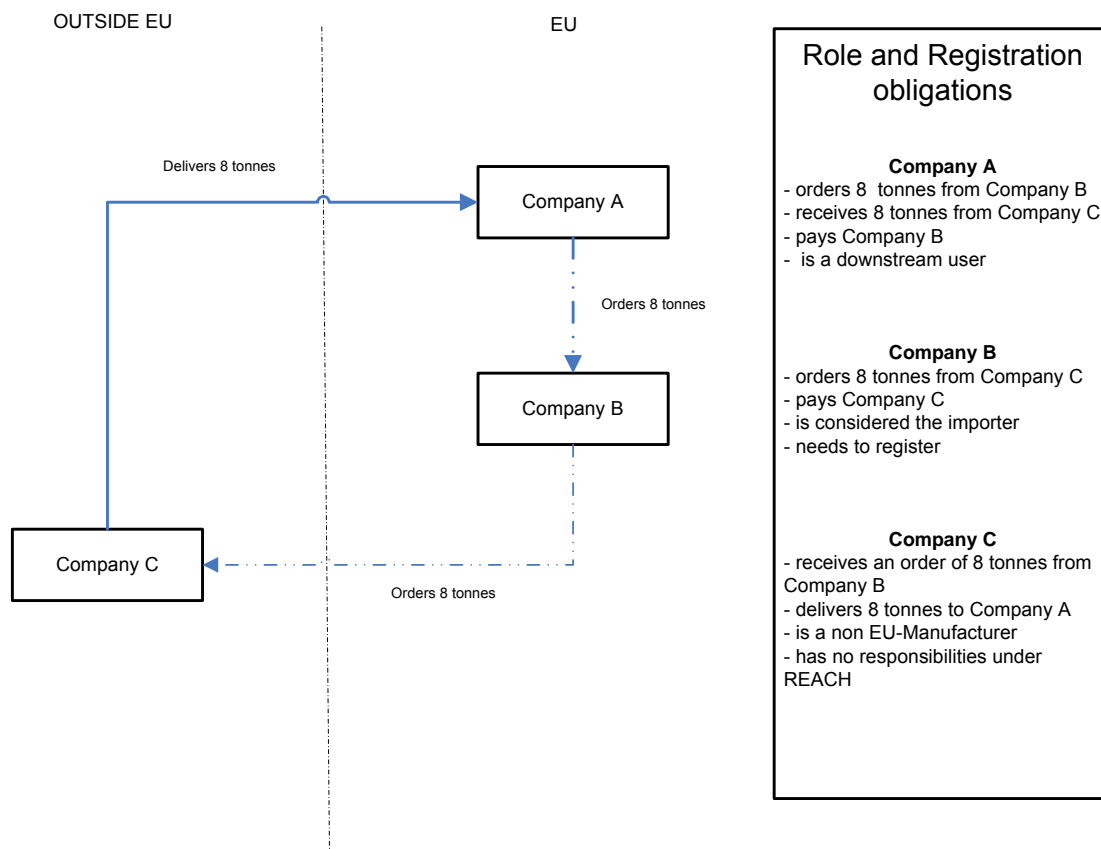 OUTSIDE EU
EU
Delivers 8 tonnes
Company A
Orders 8 tonnes
Company B
Company C
Orders 8 tonnes
Role and Registration
obligations
Company A
- orders 8  tonnes from Company B
- receives 8 tonnes from Company C
- pays Company B
-  is a downstream user
Company B
- orders 8 tonnes from Company C
- pays Company C
- is considered the importer
- needs to register
Company C
- receives an order of 8 tonnes from
Company B
- delivers 8 tonnes to Company A
- is a non EU-Manufacturer
- has no responsibilities under
REACH